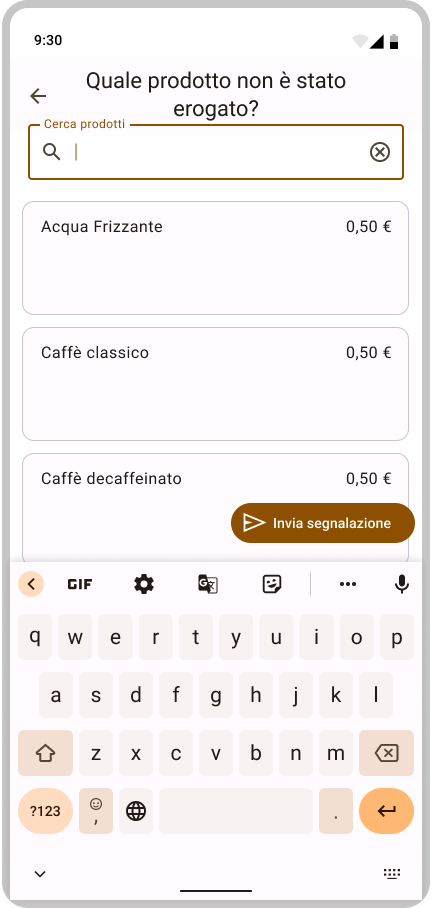 9:30
Quale prodotto non è stato
erogato?
Cerca prodotti
Acqua Frizzante 0,50 €
Caffè classico 0,50 €
Caffè decaffeinato 0,50 €
Invia segnalazione
GIF
q w e r t y u i o p
a s d f g h j k l
z x c v b n m
?123 , .